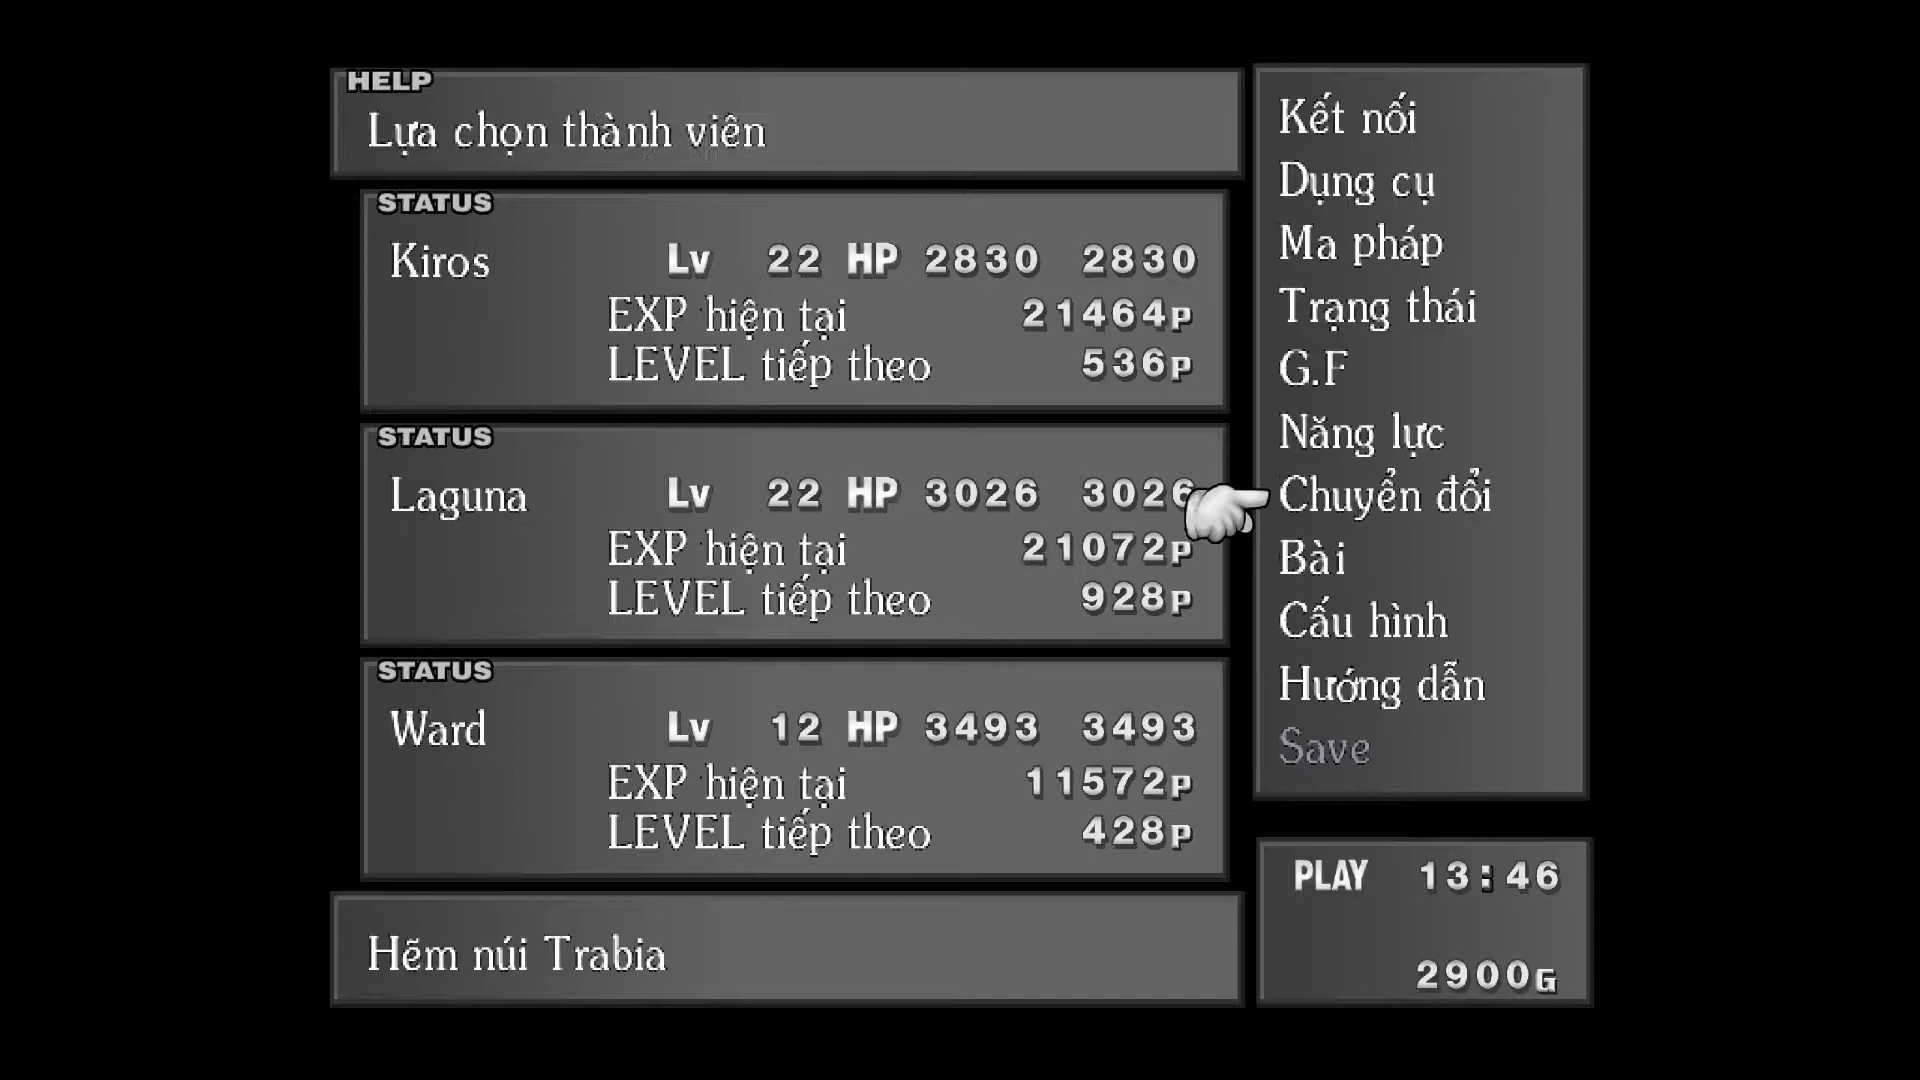 HELP
Lựa chọn thành viên
STATUS
Kiros Lv 22 HP 2830 2830
EXP hiện tại 21464P
LEVEL tiếp theo 536P
STATUS
Laguna Lv 22 HP 3026 3026
EXP hiện tại 21072P
LEVEL tiếp theo 928P
STATUS
Ward Lv 12 HP 3493 3493
EXP hiện tại 11572P
LEVEL tiếp theo 428P
Hẽm núi Trabia
Kết nối
Dụng cụ
Ma pháp
Trạng thái
G.F
Năng lực
Chuyển đổi
Bài
Cấu hình
Hướng dẫn
Save
PLAY 13:46
2900G